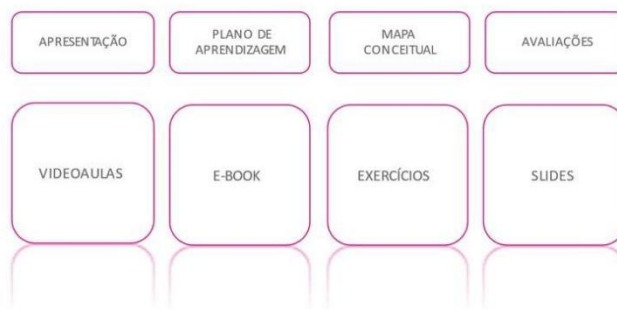 APRESENTAÇÃO
PLANO DE
APRENDIZAGEM
MAPA
CONCEITUAL
AVALIAÇÕES
VIDEOAULAS
E-BOOK
EXERCÍCIOS
SLIDES